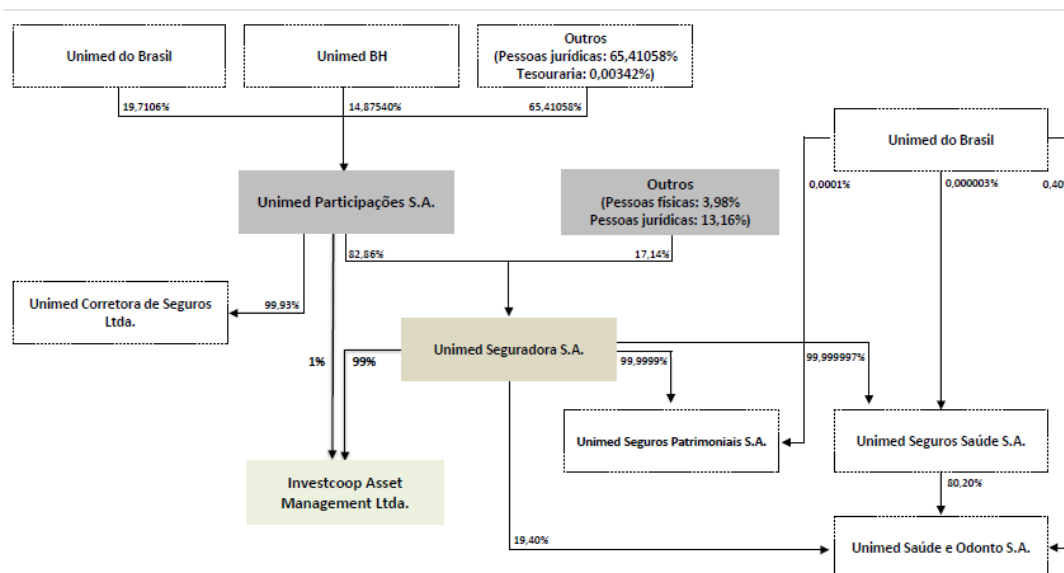 Unimed do Brasil
Unimed BH
Outros
(Pessoas jurídicas: 65,41058%
Tesouraria: 0,00342%)
19,7106%
14,87540%
65,41058%
Unimed do Brasil
0,0001%
0,000003%
0,40%
Unimed Participações S.A.
Outros
(Pessoas físicas: 3,98%
Pessoas jurídicas: 13,16%)
82,86%
17,14%
Unimed Corretora de Seguros
Ltda.
99,93%
Unimed Seguradora S.A.
1%
99%
99,9999%
99,999997%
Unimed Seguros Patrimoniais S.A.
Unimed Seguros Saúde S.A.
Investcoop Asset
Management Ltda.
80,20%
19,40%
Unimed Saúde e Odonto S.A.